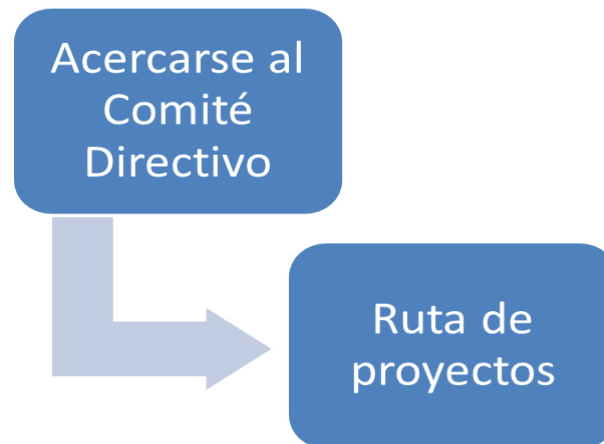 Acercarse al
Comité
Directivo
Ruta de
proyectos